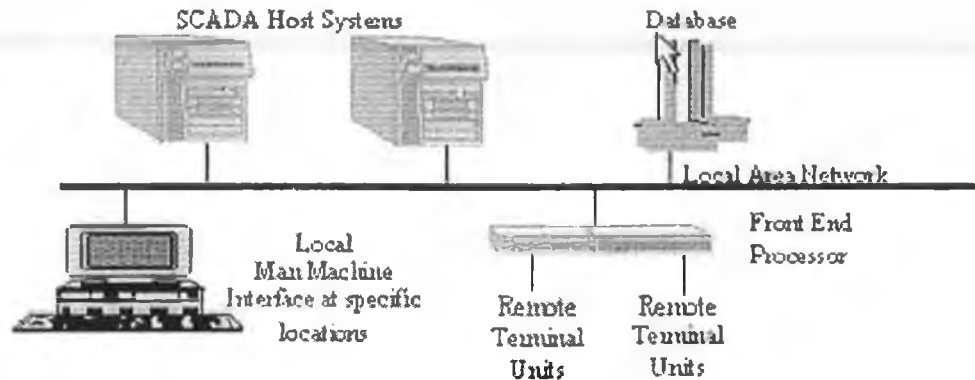 SCADA Host Systems
Database
Local Area Network
Local
Man Machine
Interface at specific
locations
Front End
Processor
Remote
Terminal
Units
Remote
Terminal
Units